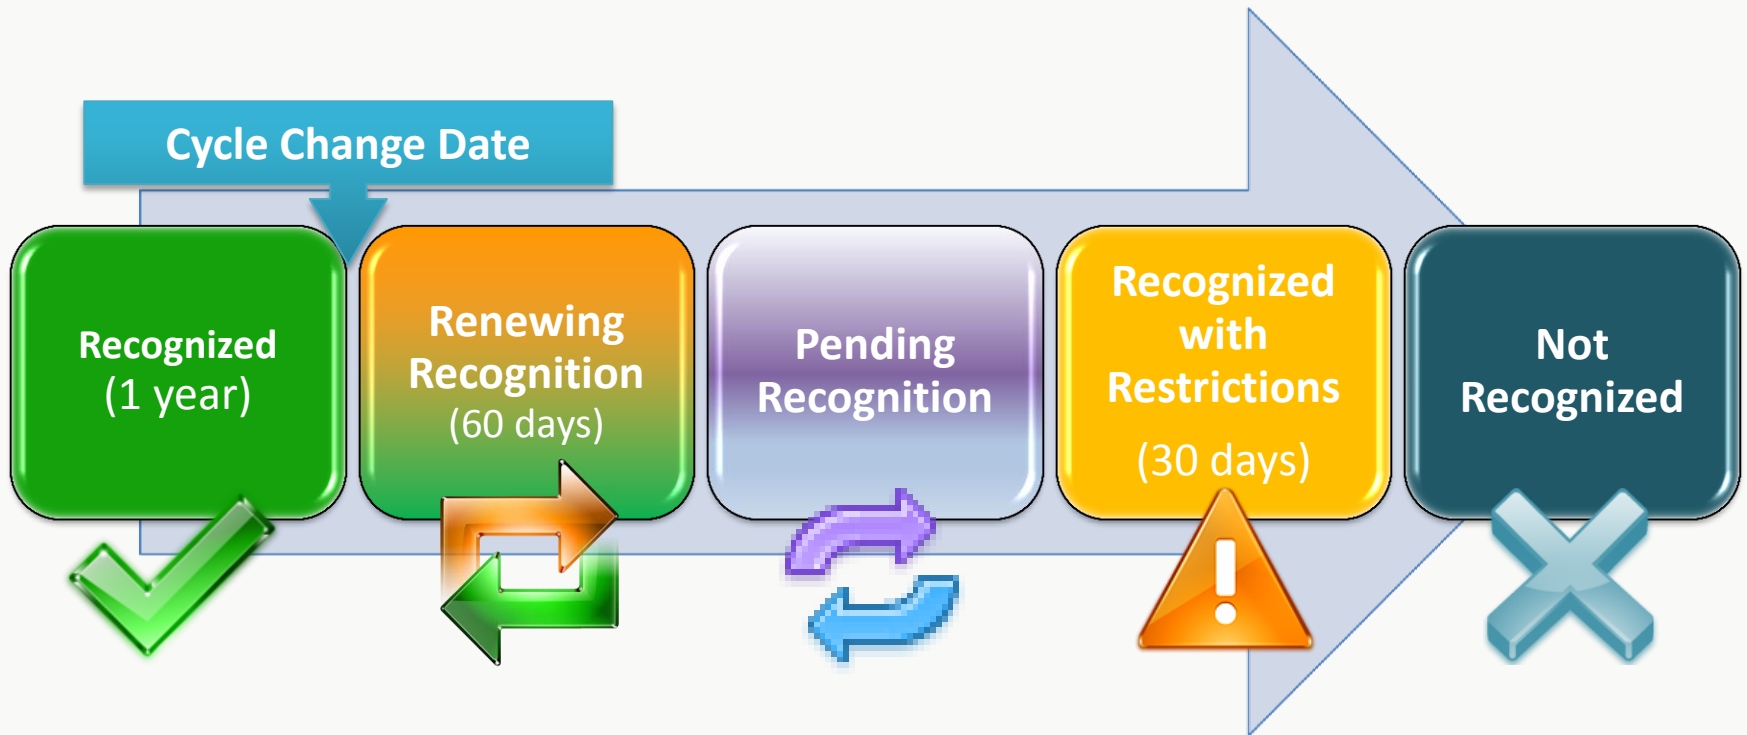 Cycle Change Date
Recognized
(1 year)
Renewing
Recognition
(60 days)
Pending
Recognition
Recognized
with
Restrictions
(30 days)
Not
Recognized